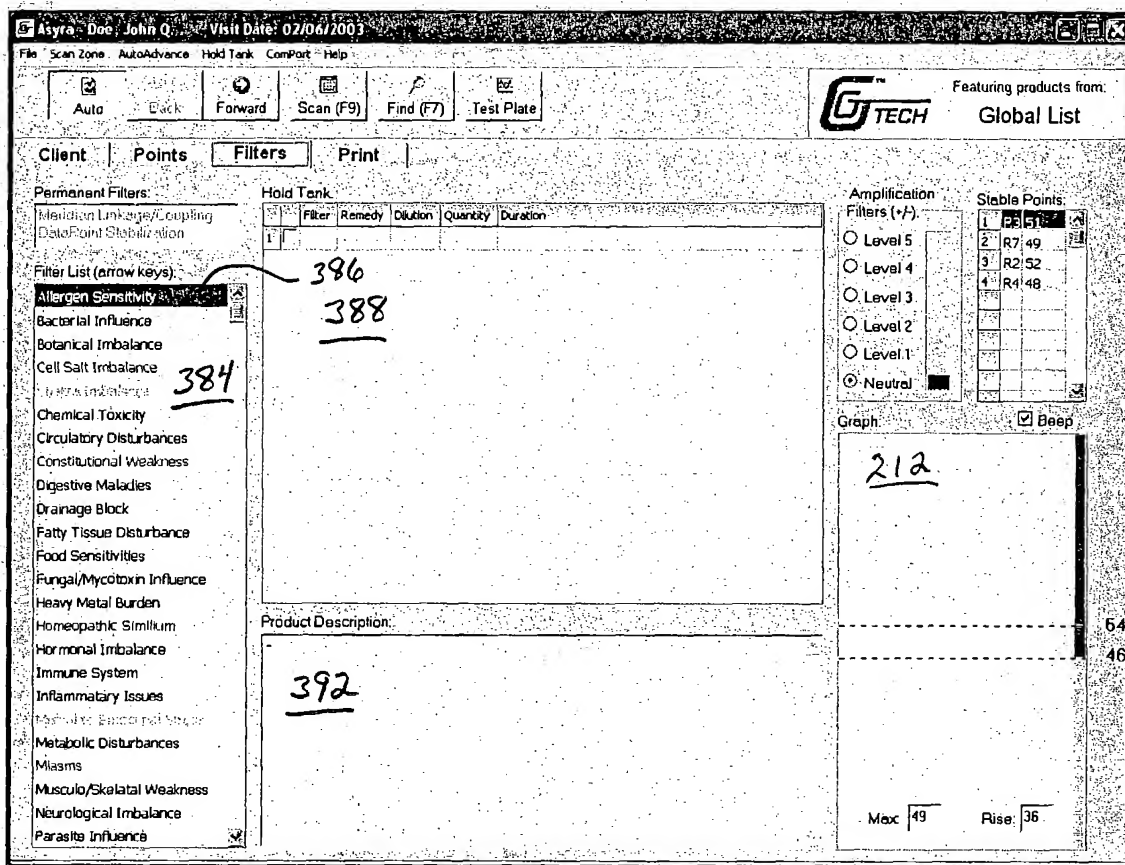 Asyra - Doe, John Q. Visit Date: 02/06/2003
File Scan Zone AutoAdvance Hold Tank ComPort Help
Auto Back Forward Scan (F9) Find (F7) Test Plate
GTECH
TM
Featuring products from:
Global List
Client Points Filters Print
Permanent Filters:
Meridian Linkage/Coupling
DataPoint Stabilization
Filter List (arrow keys):
Allergen Sensitivity
Bacterial Influence
Botanical Imbalance
Cell Salt Imbalance
Chemical Toxicity
Circulatory Disturbances
Constitutional Weakness
Digestive Maladies
Drainage Block
Fatty Tissue Disturbance
Food Sensitivities
Fungal/Mycotoxin Influence
Heavy Metal Burden
Homeopathic Similium
Hormonal Imbalance
Immune System
Inflammatary Issues
Metabolic Disturbances
Miasms
Musculo/Skelatal Weakness
Neurological Imbalance
Parasite Influence
384
Hold Tank:
Filter Remedy Dilution Quantity Duration
1
386
388
Product Description:
392
Amplification
Filters (+/-):
Level 5
Level 4
Level 3
Level 2
Level 1
Neutral
Stable Points:
1 R3 51
2 R7 49
3 R2 52
4 R4 48
Graph: Beep
212
54
46
Max: 49 Rise: 36